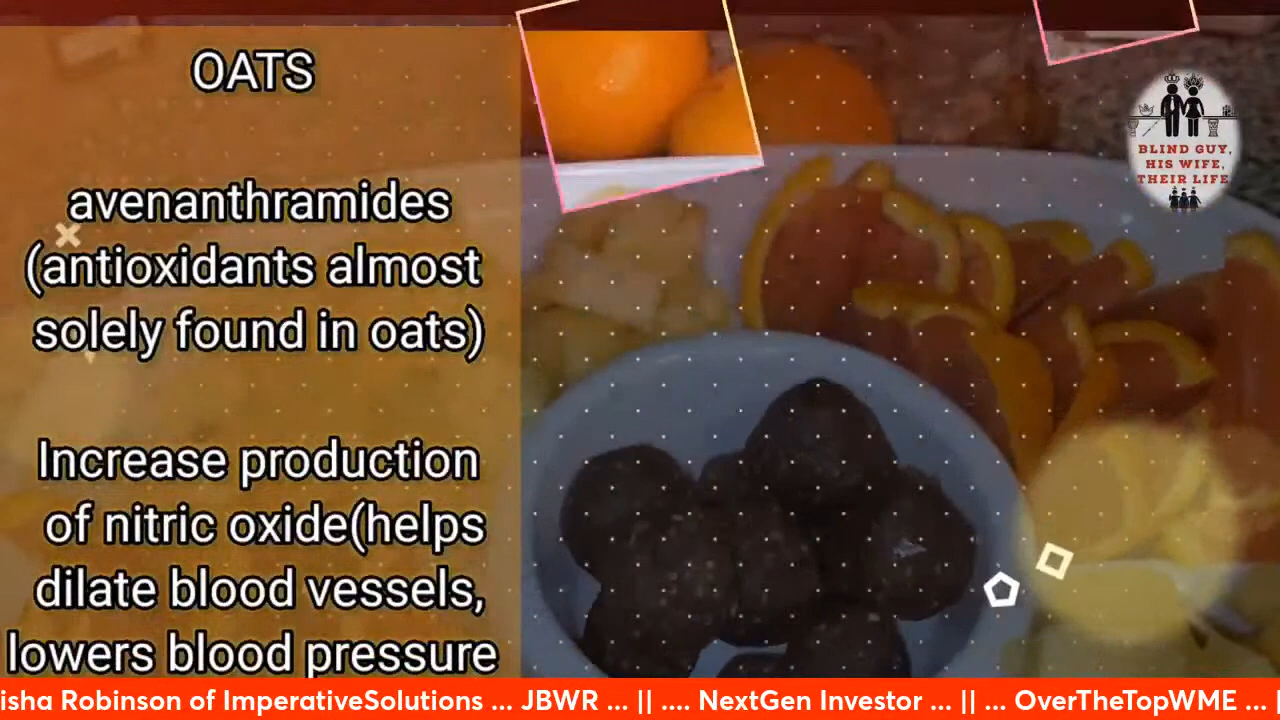 OATS
avenanthramides
(antioxidants almost
solely found in oats)
Increase production
of nitric oxide(helps
dilate blood vessels,
lowers blood pressure
BLIND GUY,
HIS WIFE,
THEIR LIFE
isha Robinson of ImperativeSolutions ... JBWR ... || .... NextGen Investor ... || ... OverTheTopWME ... |